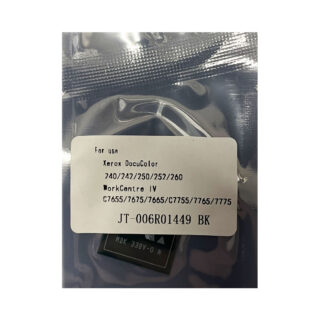 For use
Xerox DocuColor
240/242/250/252/260
WorkCentre IV
C7655/7675/7665/C7755/7765/7775
JT-006R01449 BK